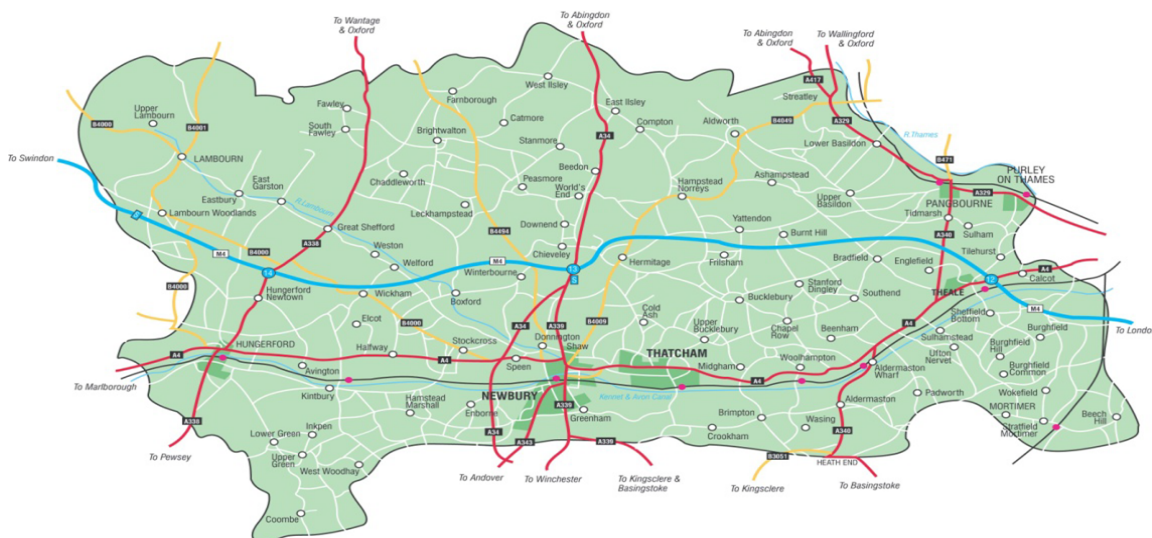 To Wantage
& Oxford
To Abingdon
& Oxford
To Abingdon
& Oxford
To Wallingford
& Oxford
A417
West Ilsley
Streatley
Farnborough
Fawley
East Ilsley
Upper
Lambourn
B4000
B4001
South
Fawley
Catmore
Compton
Aldworth
B4049
A329
R.Thames
Brightwalton
A34
Stanmore
Lower Basildon
To Swindon
LAMBOURN
B471
Beedon
PURLEY
ON THAMES
East
Garston
Chaddleworth
Peasmore
World's
End
Hampstead
Norreys
Ashampstead
Upper
Basildon
A329
Eastbury
R.Lambourn
PANGBOURNE
Lambourn Woodlands
Leckhampstead
Tidmarsh
Great Shefford
Downend
Yattendon
A340
Sulham
B4494
Burnt Hill
A338
Weston
Chieveley
Tilehurst
B4000
M4
Welford
M4
Winterbourne
13
Hermitage
Frilsham
Bradfield
Englefield
A4
14
12
Calcot
B4000
Hungerford
Newtown
Wickham
Boxford
Bucklebury
Stanford
Dingley
Southend
THEALE
Cold
Ash
Sheffield
Bottom
M4
Elcot
B4000
A34
A339
B4009
Upper
Bucklebury
Chapel
Row
Beenham
A4
To Londo
HUNGERFORD
Halfway
Stockcross
Donnington
Shaw
THATCHAM
Sulhamstead
Burghfield
A4
A4
Speen
Midgham
Woolhampton
Ufton
Nervet
Burghfield
Hill
Avington
Aldermaston
Wharf
Burghfield
Common
To Marlborough
A4
Kintbury
NEWBURY
Kennet & Avon Canal
Padworth
Wokefield
Hamstead
Marshall
Enborne
A339
Greenham
Brimpton
Aldermaston
MORTIMER
Beech
Hill
A338
Wasing
Stratfield
Mortimer
Inkpen
A34
Crookham
A340
Lower Green
A343
A339
To Pewsey
Upper
Green
B3051
HEATH END
West Woodhay
To Andover
To Winchester
To Kingsclere &
Basingstoke
To Kingsclere
To Basingstoke
Coombe